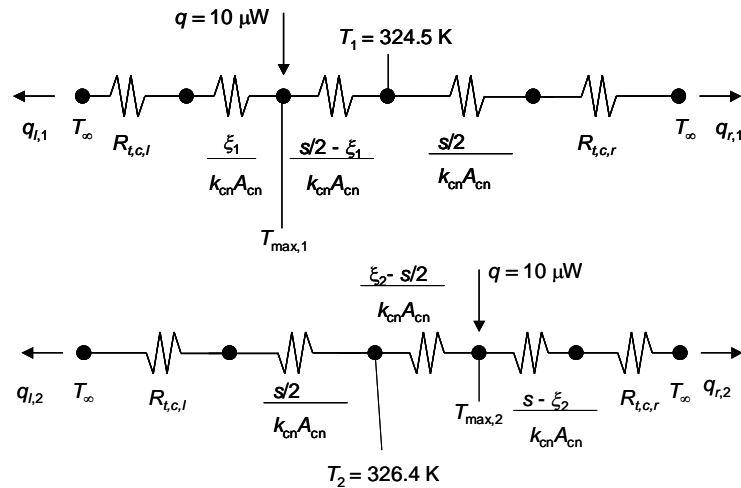 q = 10 μW
T1 = 324.5 K
ql,1
T∞
Rt,c,l
ξ1
kcnAcn
s/2 - ξ1
kcnAcn
s/2
kcnAcn
Rt,c,r
T∞
qr,1
Tmax,1
ξ2- s/2
kcnAcn
q = 10 μW
ql,2
T∞
Rt,c,l
s/2
kcnAcn
Tmax,2
s - ξ2
kcnAcn
Rt,c,r
T∞
qr,2
T2 = 326.4 K